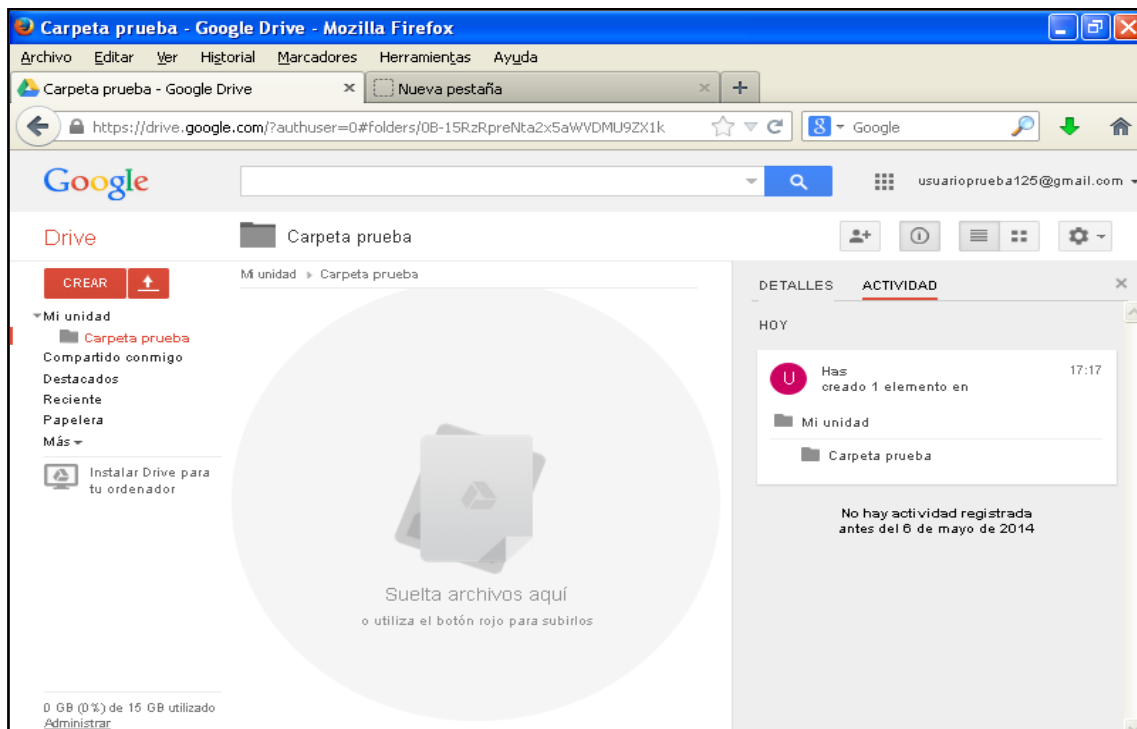 Carpeta prueba - Google Drive - Mozilla Firefox
Archivo Editar Ver Historial Marcadores Herramientas Ayuda
Carpeta prueba - Google Drive × Nueva pestaña × +
https://drive.google.com/?authuser=0#folders/0B-15RzRpreNta2x5aWVDMU9ZX1k 8 Google
Google usuarioprueba125@gmail.com
Drive Carpeta prueba
CREAR Mi unidad Carpeta prueba DETALLES ACTIVIDAD ×
Mi unidad
Carpeta prueba
Compartido conmigo
Destacados
Reciente
Papelera
Más
Instalar Drive para
tu ordenador
Suelta archivos aquí
o utiliza el botón rojo para subirlos
HOY
U Has 17:17
creado 1 elemento en
Mi unidad
Carpeta prueba
No hay actividad registrada
antes del 6 de mayo de 2014
0 GB (0%) de 15 GB utilizado
Administrar